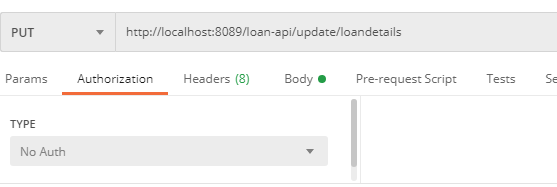 PUT http://localhost:8089/loan-api/update/loandetails
Params Authorization Headers (8) Body Pre-request Script Tests Se
TYPE
No Auth